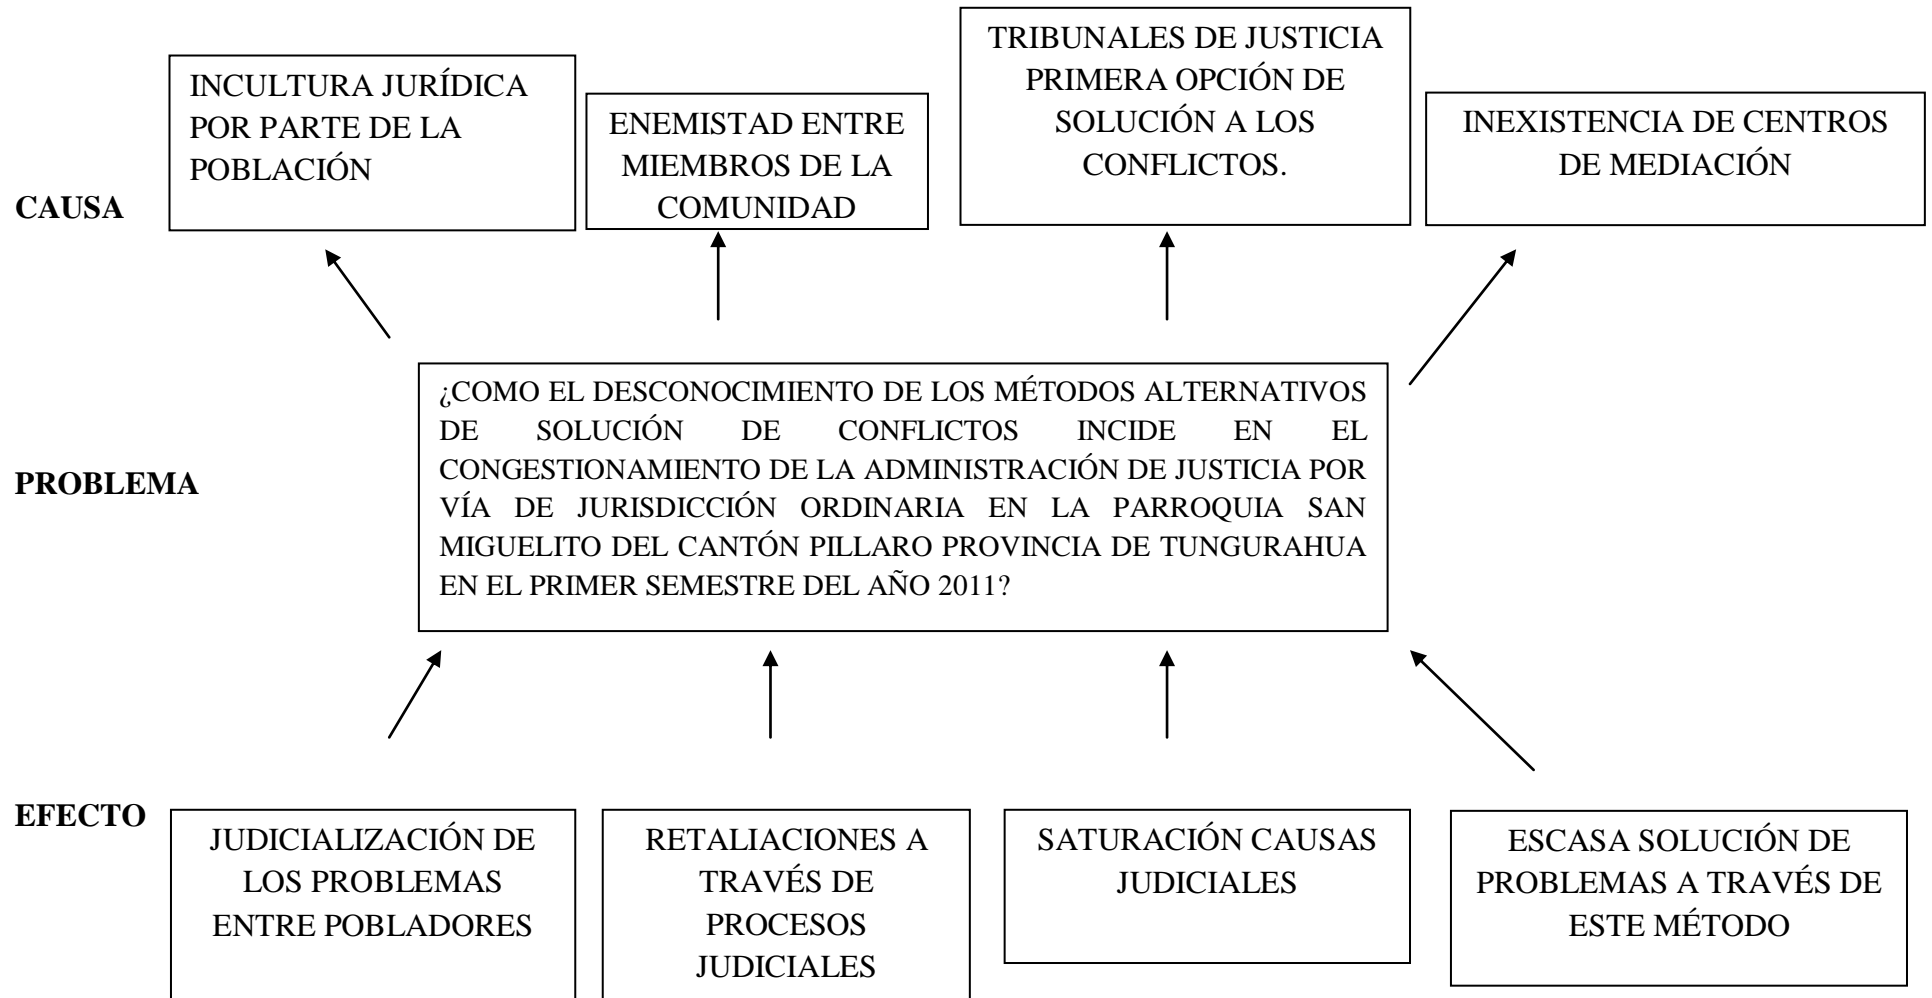 INCULTURA JURÍDICA
POR PARTE DE LA
POBLACIÓN
ENEMISTAD ENTRE
MIEMBROS DE LA
COMUNIDAD
TRIBUNALES DE JUSTICIA
PRIMERA OPCIÓN DE
SOLUCIÓN A LOS
CONFLICTOS.
INEXISTENCIA DE CENTROS
DE MEDIACIÓN
CAUSA
¿COMO EL DESCONOCIMIENTO DE LOS MÉTODOS ALTERNATIVOS
DE SOLUCIÓN DE CONFLICTOS INCIDE EN EL
CONGESTIONAMIENTO DE LA ADMINISTRACIÓN DE JUSTICIA POR
VÍA DE JURISDICCIÓN ORDINARIA EN LA PARROQUIA SAN
MIGUELITO DEL CANTÓN PILLARO PROVINCIA DE TUNGURAHUA
EN EL PRIMER SEMESTRE DEL AÑO 2011?
PROBLEMA
EFECTO
JUDICIALIZACIÓN DE
LOS PROBLEMAS
ENTRE POBLADORES
RETALIACIONES A
TRAVÉS DE
PROCESOS
JUDICIALES
SATURACIÓN CAUSAS
JUDICIALES
ESCASA SOLUCIÓN DE
PROBLEMAS A TRAVÉS DE
ESTE MÉTODO